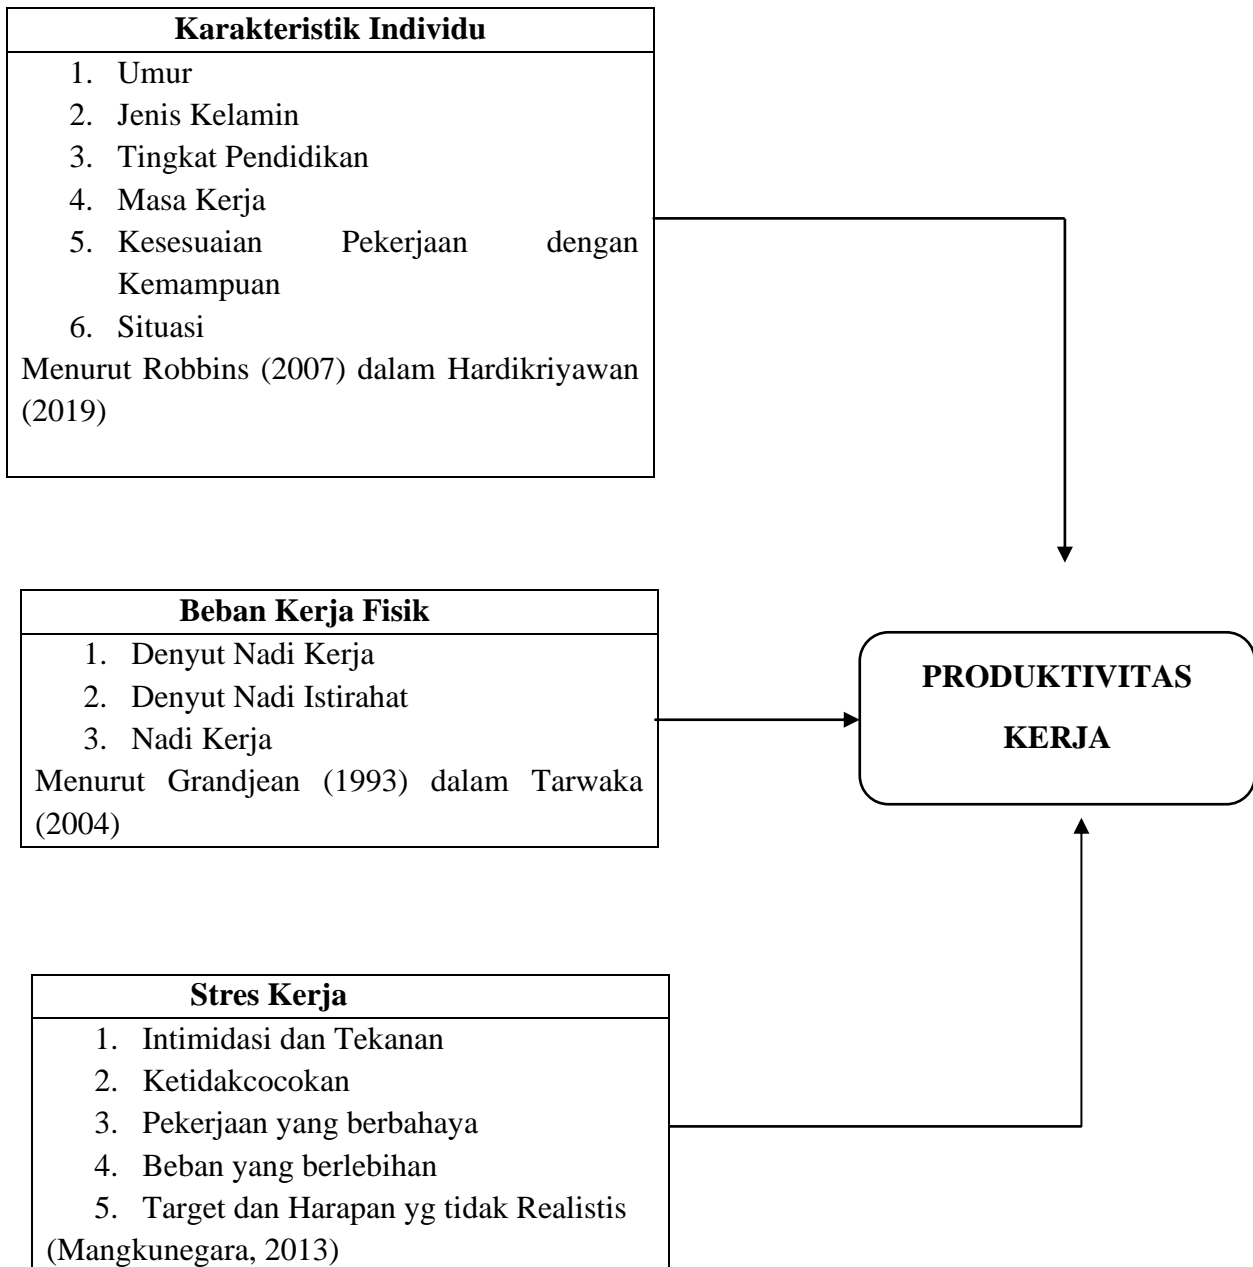 Karakteristik Individu
1. Umur
2. Jenis Kelamin
3. Tingkat Pendidikan
4. Masa Kerja
5. Kesesuaian Pekerjaan dengan
Kemampuan
6. Situasi
Menurut Robbins (2007) dalam Hardikriyawan
(2019)
Beban Kerja Fisik
1. Denyut Nadi Kerja
2. Denyut Nadi Istirahat
3. Nadi Kerja
Menurut Grandjean (1993) dalam Tarwaka
(2004)
PRODUKTIVITAS
KERJA
Stres Kerja
1. Intimidasi dan Tekanan
2. Ketidakcocokan
3. Pekerjaan yang berbahaya
4. Beban yang berlebihan
5. Target dan Harapan yg tidak Realistis
(Mangkunegara, 2013)